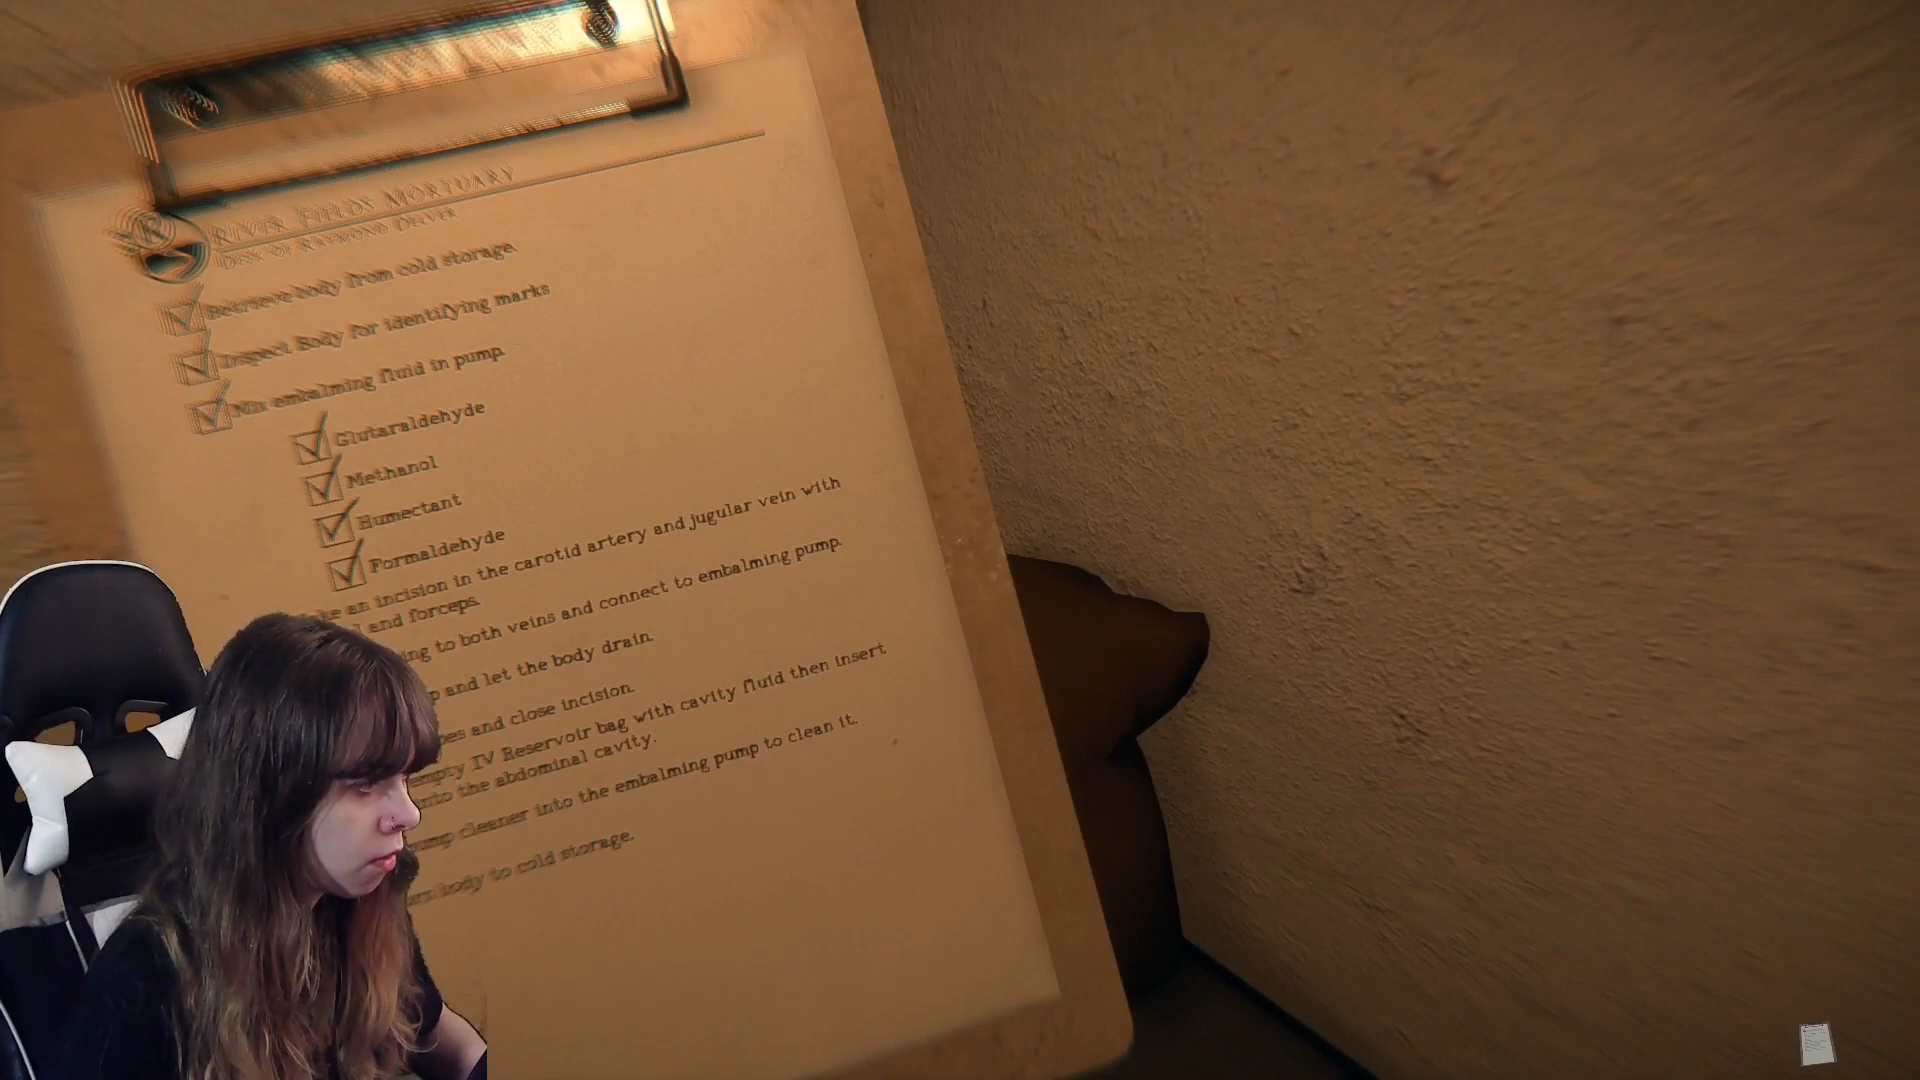 RIVER FIELDS MORTUARY
DESK OF RAYMOND DELVER
Retrieve body from cold storage.
Inspect Body for identifying marks
Mix embalming fluid in pump.
Glutaraldehyde
Methanol
Humectant
Formaldehyde
an incision in the carotid artery and jugular vein with
and forceps.
to both veins and connect to embalming pump.
and let the body drain.
and close incision.
empty IV Reservoir bag with cavity fluid then insert
into the abdominal cavity.
cleaner into the embalming pump to clean it.
body to cold storage.